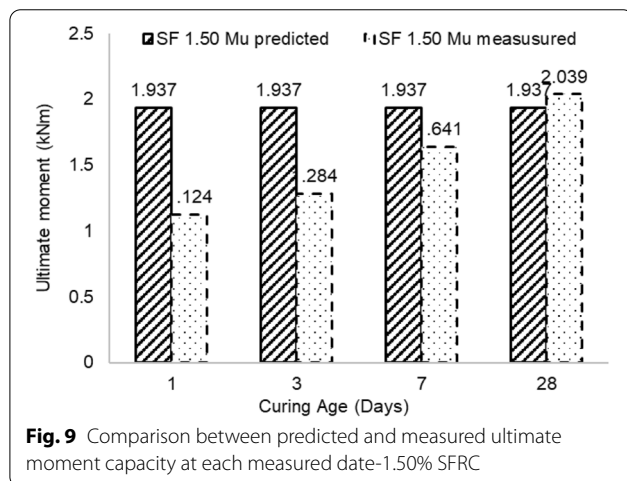 SF 1.50 Mu predicted SF 1.50 Mu meassured
Ultimate moment (kNm)
2.5
2
1.5
1
0.5
0
1.937 .124 1.937 .284 1.937 .641 1.937 2.039
1 3 7 28
Curing Age (Days)
Fig. 9 Comparison between predicted and measured ultimate
moment capacity at each measured date-1.50% SFRC